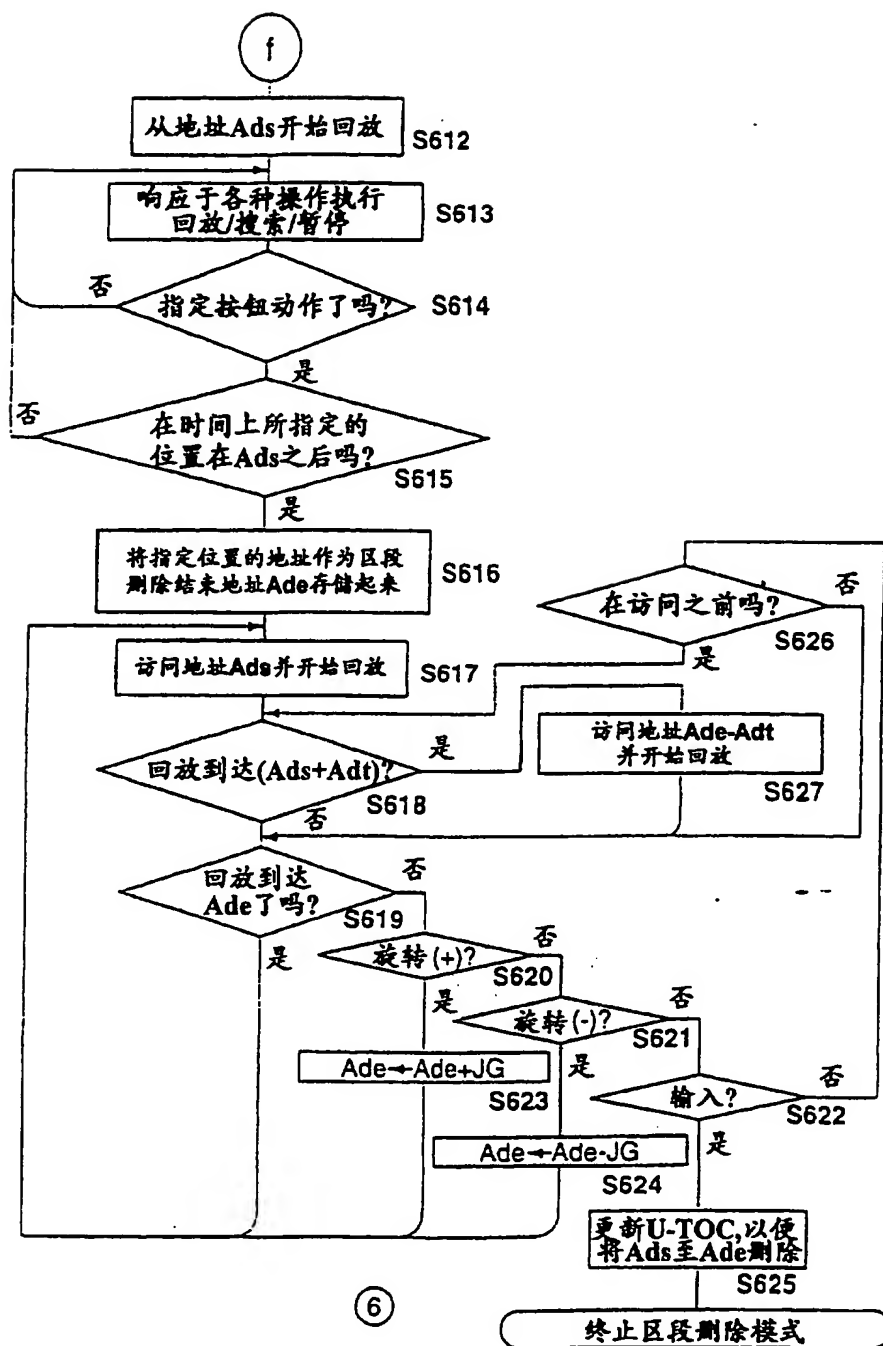 f
从地址Ads开始回放
S612
响应于各种操作执行
回放/搜索/暂停
S613
否
指定按钮动作了吗?
S614
是
否
在时间上所指定的
位置在Ads之后吗?
S615
是
将指定位置的地址作为区段
删除结束地址Ade存储起来
S616
在访问之前吗?
否
S626
是
访问地址Ads并开始回放
S617
回放到达(Ads+Adt)?
是
S618
否
访问地址Ade-Adt
并开始回放
S627
回放到达
Ade了吗?
否
S619
是
旋转(+)?
否
S620
是
旋转(-)?
否
S621
是
Ade←Ade+JG
S623
输入?
否
S622
是
Ade←Ade-JG
S624
更新U-TOC,以便
将Ads至Ade删除
S625
6
终止区段删除模式